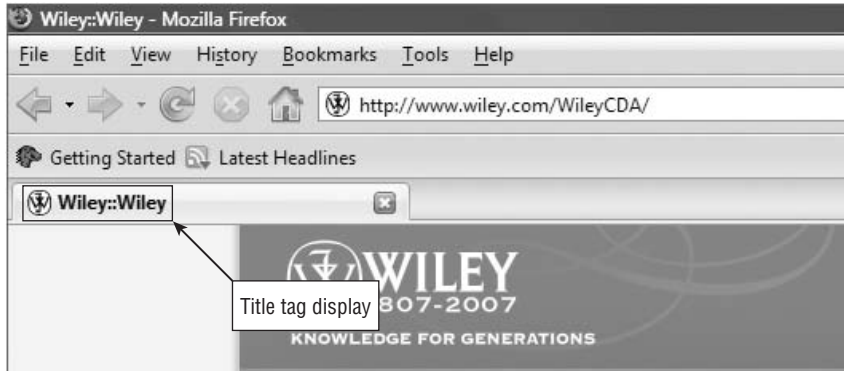 Wiley::Wiley - Mozilla Firefox
File Edit View History Bookmarks Tools Help
http://www.wiley.com/WileyCDA/
Getting Started Latest Headlines
Wiley::Wiley
WILEY
Title tag display
807-2007
KNOWLEDGE FOR GENERATIONS